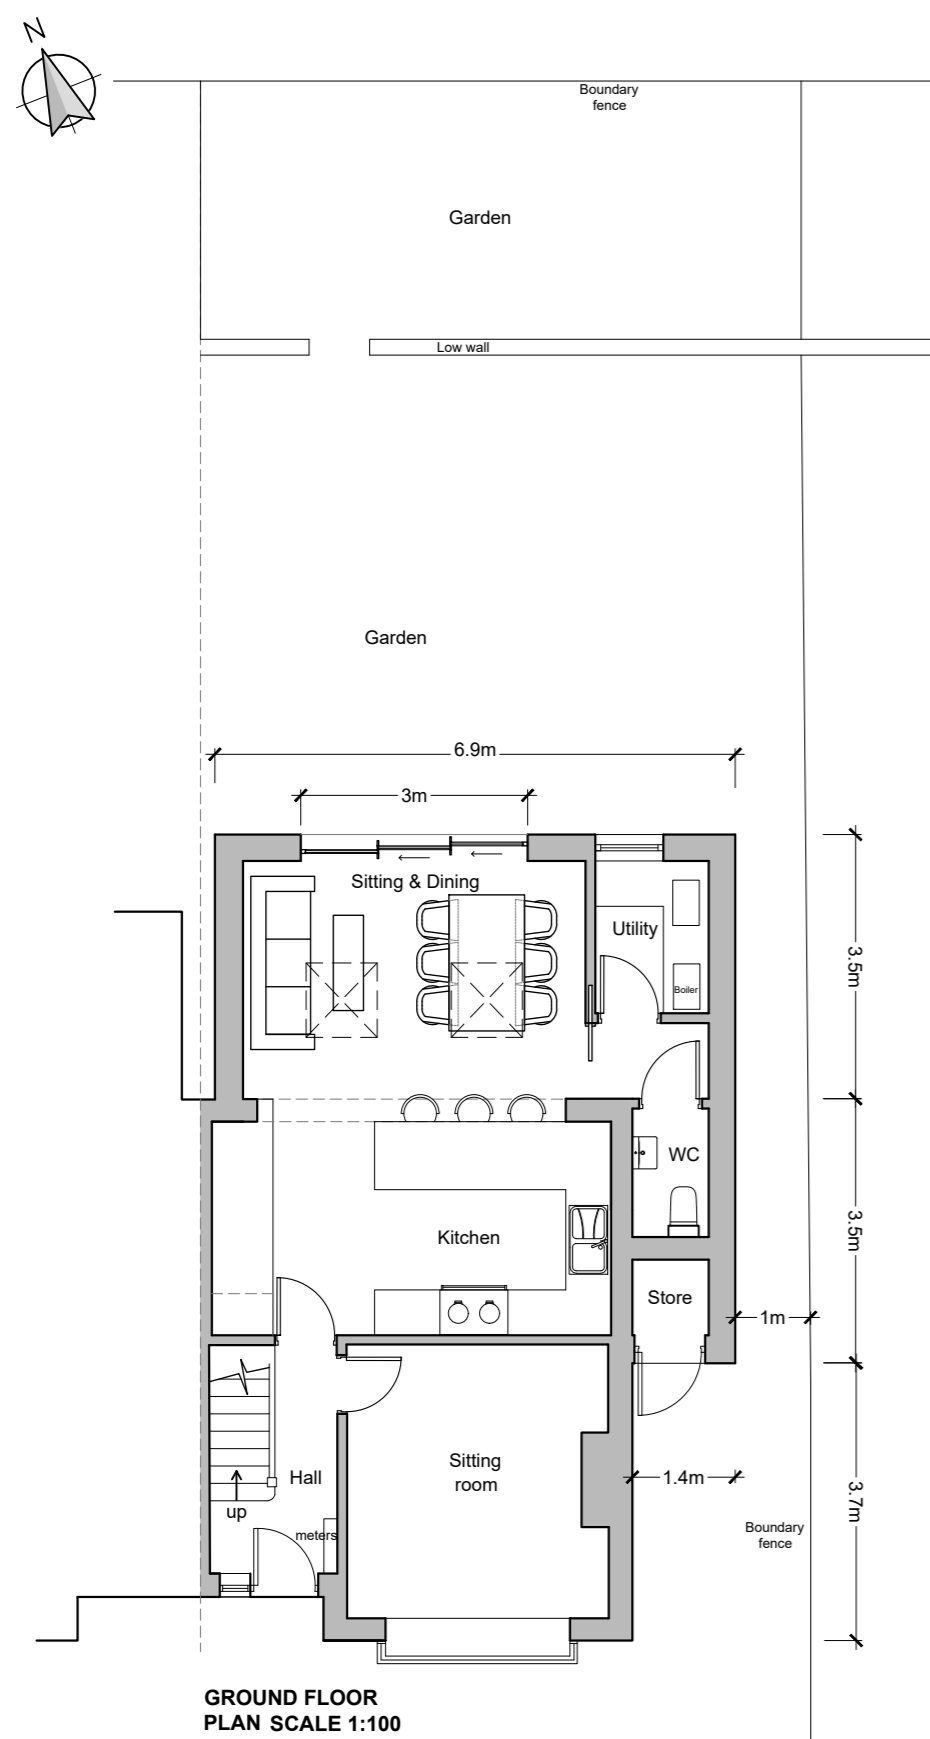 N
Boundary
fence
Garden
Low wall
Garden
6.9m
3m
Sitting & Dining
Utility
3.5m
Boiler
WC
3.5m
Kitchen
Store
1m
Sitting
room
Hall
1.4m
3.7m
up
meters
Boundary
fence
GROUND FLOOR
PLAN SCALE 1:100